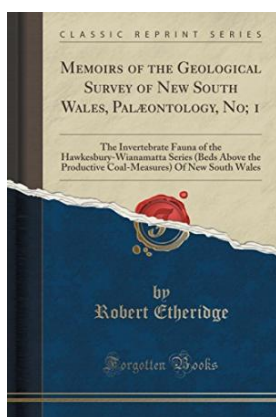 CLASSIC REPRINT SERIES
MEMOIRS OF THE GEOLOGICAL
SURVEY OF NEW SOUTH
WALES, PALÆONTOLOGY, NO; 1
The Invertebrate Fauna of the
Hawkesbury-Wianamatta Series (Beds Above the
Productive Coal-Measures) Of New South Wales
by
Robert Etheridge
Forgotten Books